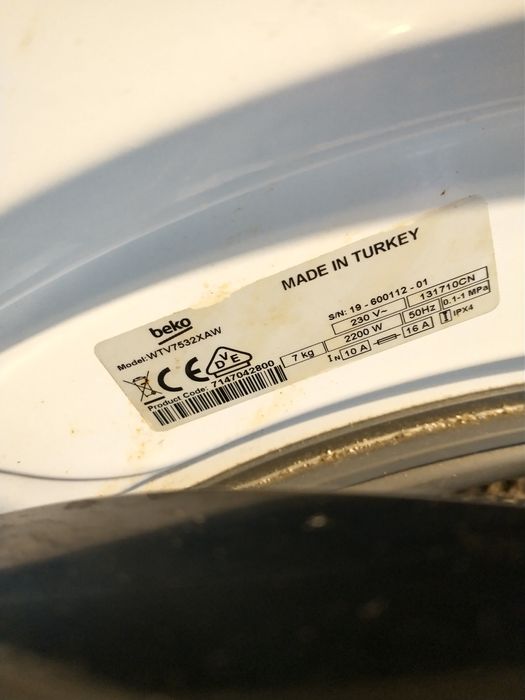 MADE IN TURKEY
beko
Model:WTV7532XAW
S/N: 19 - 600112 - 01
230 V~ 131710CN
7 kg 2200 W 50Hz 0.1-1 MPa
IN 10 A 16 A IPX4
CE DVE
Product Code: 7147042800